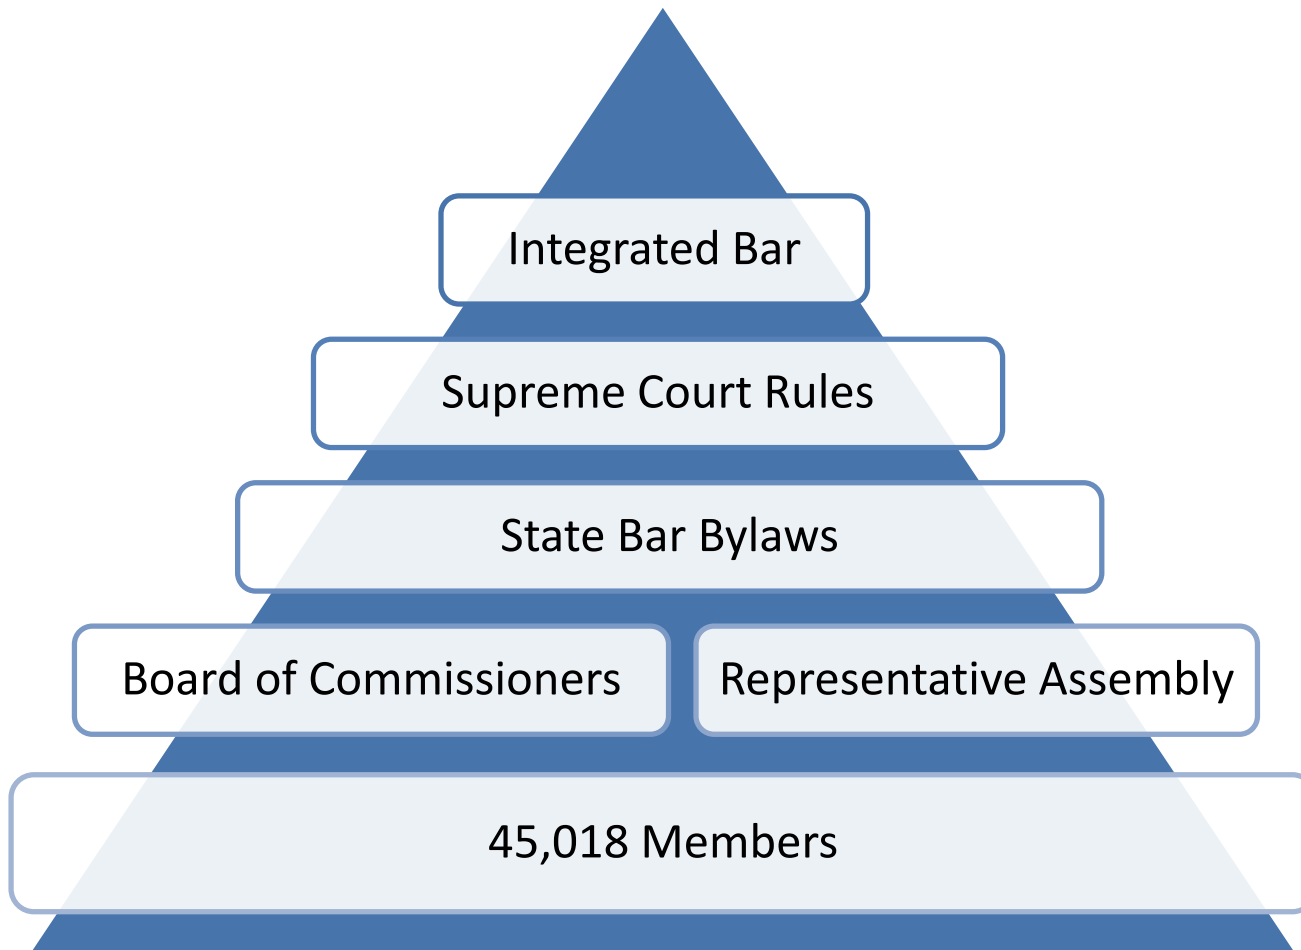 Integrated Bar
Supreme Court Rules
State Bar Bylaws
Board of Commissioners
Representative Assembly
45,018 Members